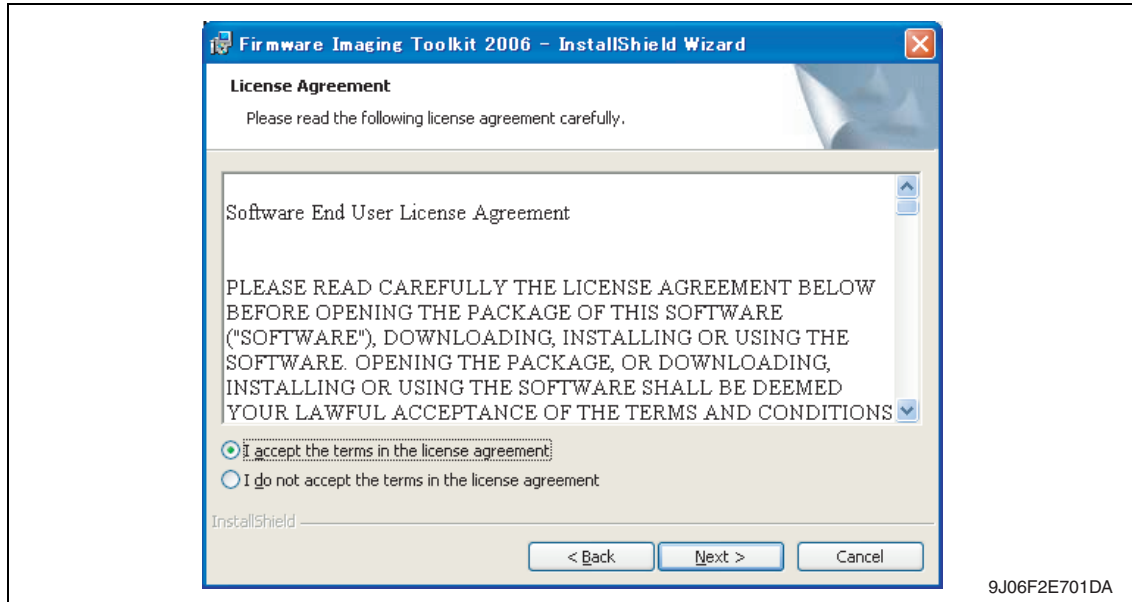 Firmware Imaging Toolkit 2006 - InstallShield Wizard
License Agreement
Please read the following license agreement carefully.
Software End User License Agreement
PLEASE READ CAREFULLY THE LICENSE AGREEMENT BELOW
BEFORE OPENING THE PACKAGE OF THIS SOFTWARE
("SOFTWARE"), DOWNLOADING, INSTALLING OR USING THE
SOFTWARE. OPENING THE PACKAGE, OR DOWNLOADING,
INSTALLING OR USING THE SOFTWARE SHALL BE DEEMED
YOUR LAWFUL ACCEPTANCE OF THE TERMS AND CONDITIONS
I accept the terms in the license agreement
I do not accept the terms in the license agreement
InstallShield
< Back Next > Cancel
9J06F2E701DA